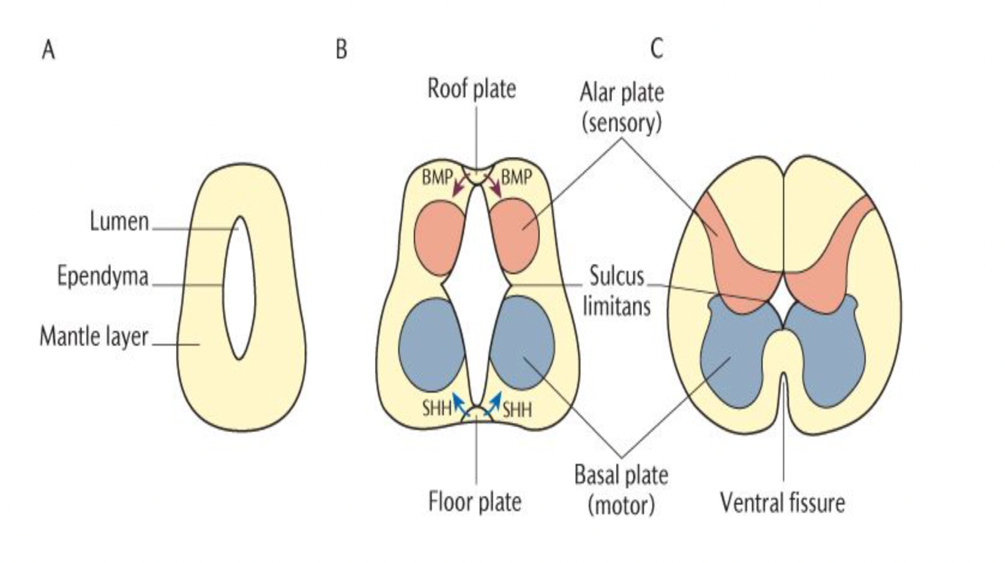 A
B
C
Roof plate
Alar plate
(sensory)
BMP
BMP
Lumen
Ependyma
Mantle layer
Sulcus
limitans
SHH
SHH
Floor plate
Basal plate
(motor)
Ventral fissure